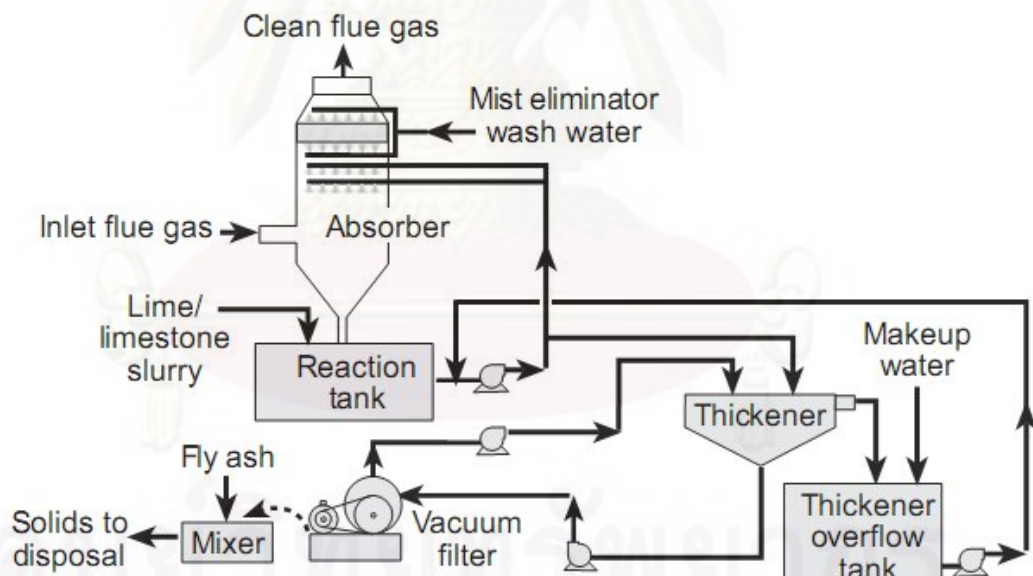 Clean flue gas
Mist eliminator
wash water
Inlet flue gas
Absorber
Lime/
limestone
slurry
Reaction
tank
Makeup
water
Thickener
Fly ash
Solids to
disposal
Mixer
Vacuum
filter
Thickener
overflow
tank